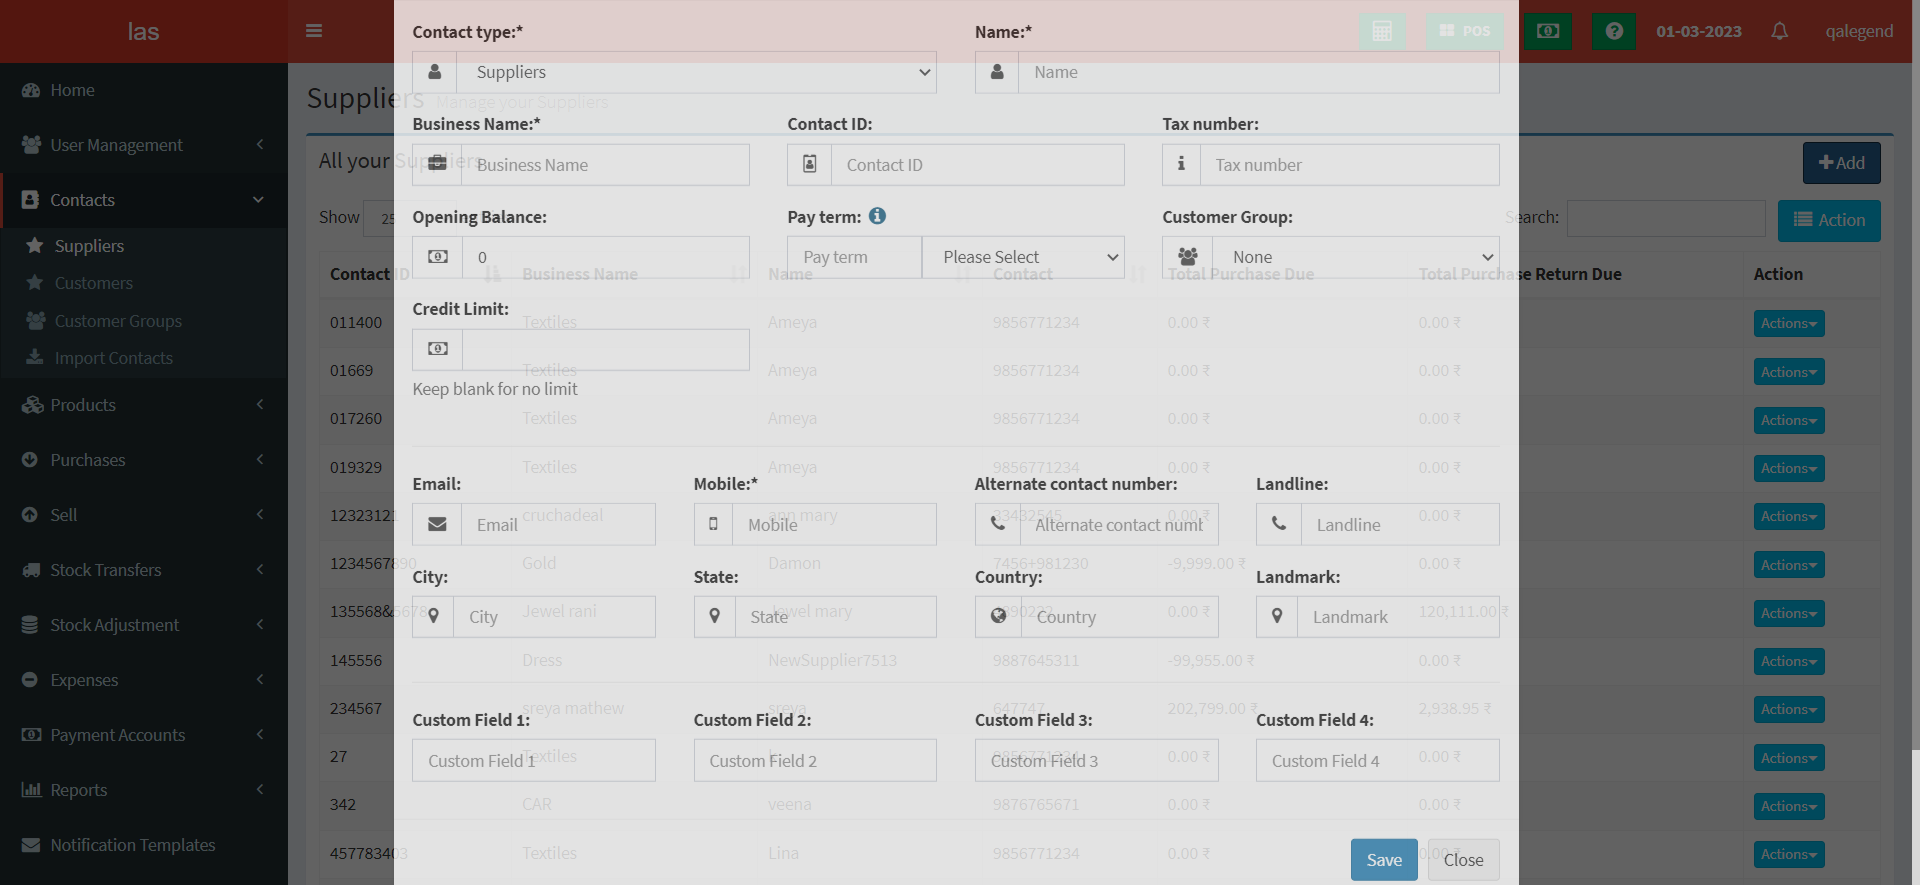 las
POS
01-03-2023
qalegend
Home
User Management
Contacts
Suppliers
Customers
Customer Groups
Import Contacts
Products
Purchases
Sell
Stock Transfers
Stock Adjustment
Expenses
Payment Accounts
Reports
Notification Templates
Suppliers Manage your Suppliers
All your Suppliers
Add
Show 25
Search:
Action
Contact type:*
Suppliers
Name:*
Name
Business Name:*
Business Name
Contact ID:
Contact ID
Tax number:
Tax number
Opening Balance:
0
Pay term:
Pay term
Please Select
Customer Group:
None
Credit Limit:
Keep blank for no limit
Email:
Email
Mobile:*
Mobile
Alternate contact number:
Alternate contact numb
Landline:
Landline
City:
City
State:
State
Country:
Country
Landmark:
Landmark
Custom Field 1:
Custom Field 1
Custom Field 2:
Custom Field 2
Custom Field 3:
Custom Field 3
Custom Field 4:
Custom Field 4
Save
Close
Contact ID Business Name Name Contact Total Purchase Due Total Purchase Return Due Action
011400 Textiles Ameya 9856771234 0.00 ₹ 0.00 ₹ Actions
01669 Textiles Ameya 9856771234 0.00 ₹ 0.00 ₹ Actions
017260 Textiles Ameya 9856771234 0.00 ₹ 0.00 ₹ Actions
019329 Textiles Ameya 9856771234 0.00 ₹ 0.00 ₹ Actions
12323121 cruchadeal ann mary 33432545 0.00 ₹ 0.00 ₹ Actions
1234567890 Gold Damon 7456+981230 -9,999.00 ₹ 0.00 ₹ Actions
135568&5678 Jewel rani Jewel mary 0.00 ₹ 120,111.00 ₹ Actions
145556 Dress NewSupplier7513 9887645311 -99,955.00 ₹ 0.00 ₹ Actions
234567 sreya mathew sreya 647747 202,799.00 ₹ 2,938.95 ₹ Actions
27 Textiles 9856771234 0.00 ₹ 0.00 ₹ Actions
342 CAR veena 9876765671 0.00 ₹ 0.00 ₹ Actions
457783403 Textiles Lina 9856771234 0.00 ₹ 0.00 ₹ Actions